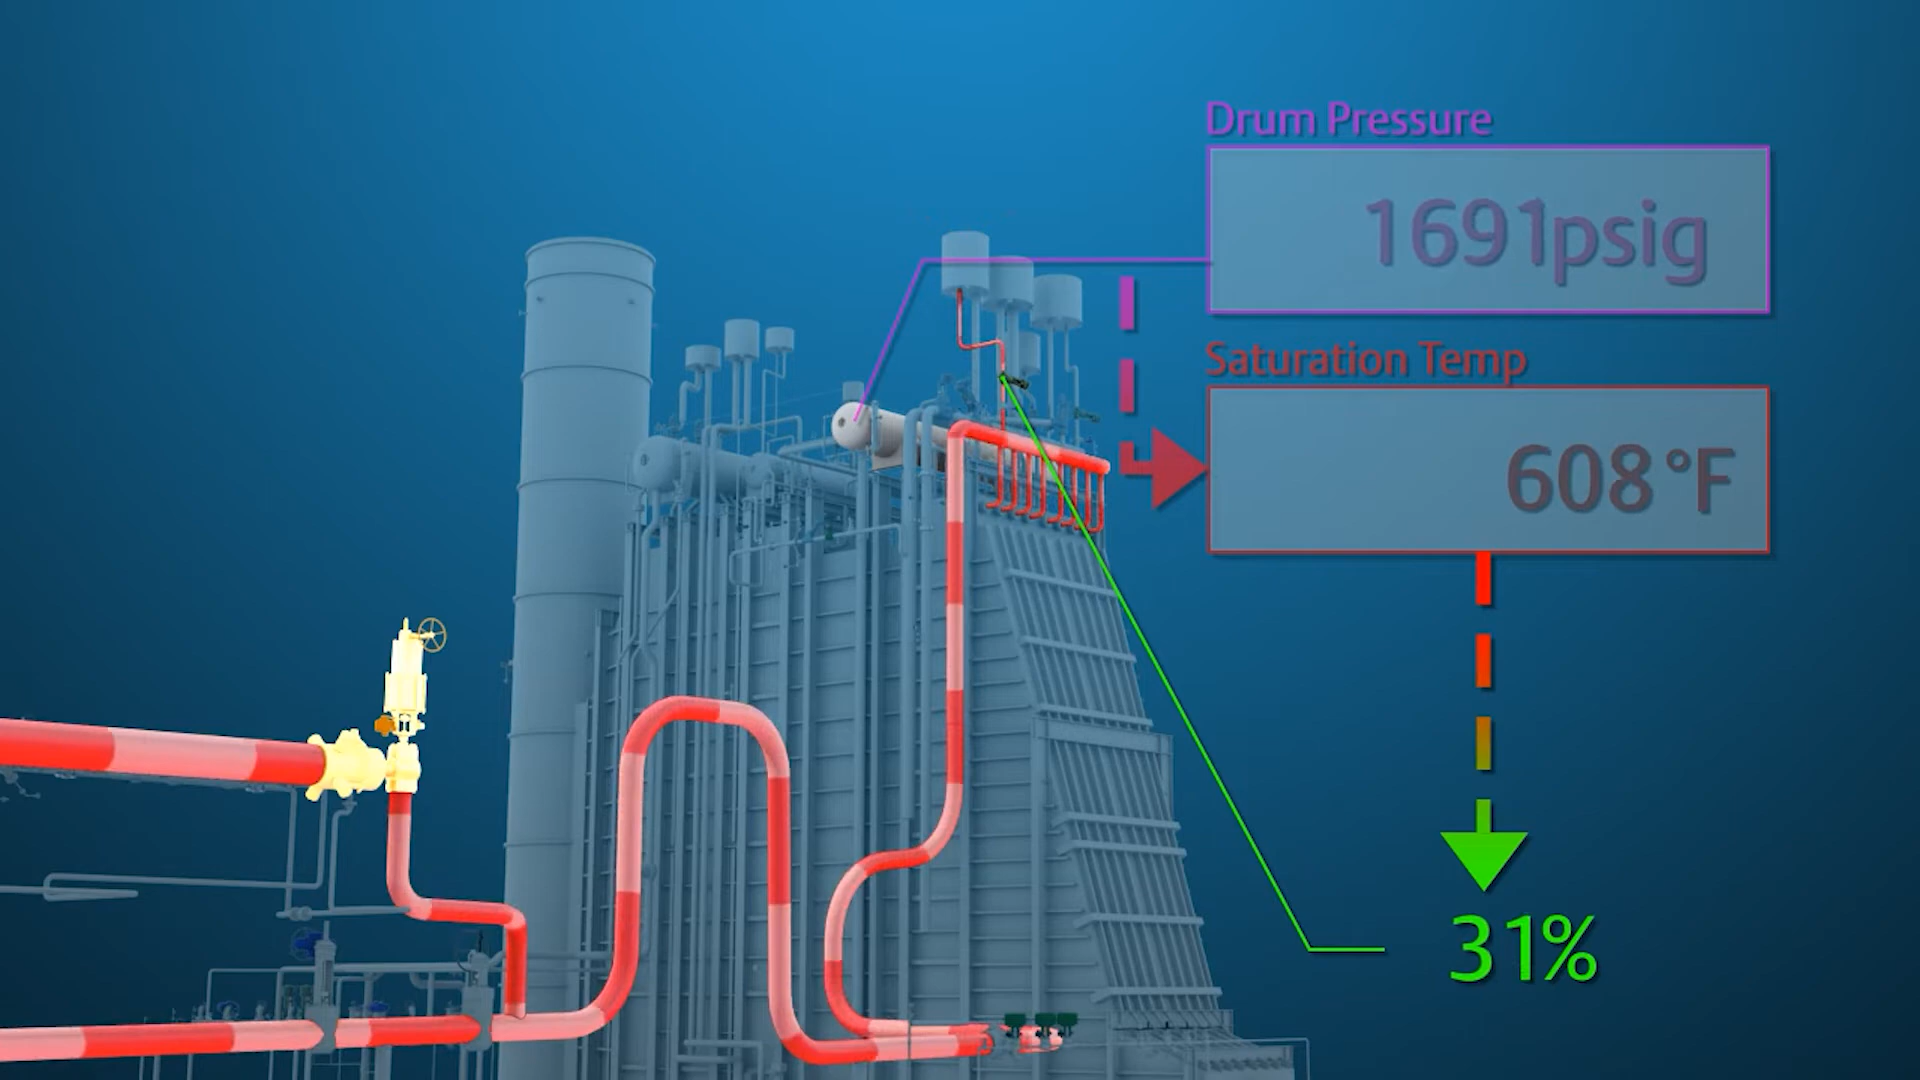 Drum Pressure
1691psig
Saturation Temp
608°F
31%